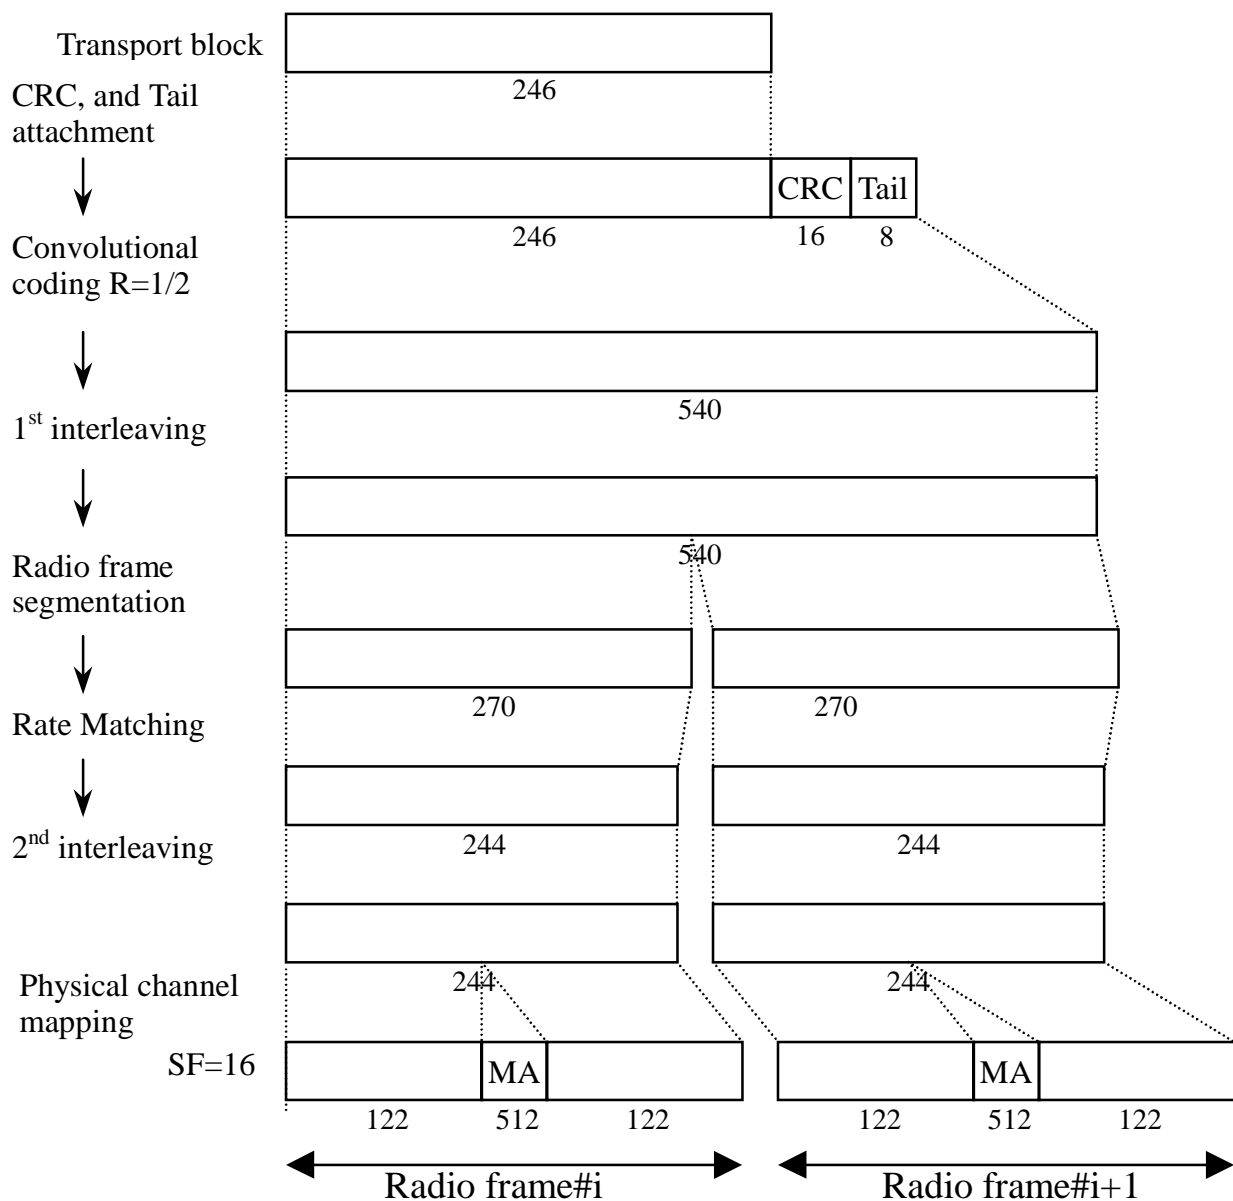 Transport block
246
CRC, and Tail
attachment
CRC Tail
246 16 8
Convolutional
coding R=1/2
540
1st interleaving
540
Radio frame
segmentation
270 270
Rate Matching
244 244
2nd interleaving
244 244
Physical channel
mapping
SF=16 MA MA
122 512 122 122 512 122
Radio frame#i Radio frame#i+1